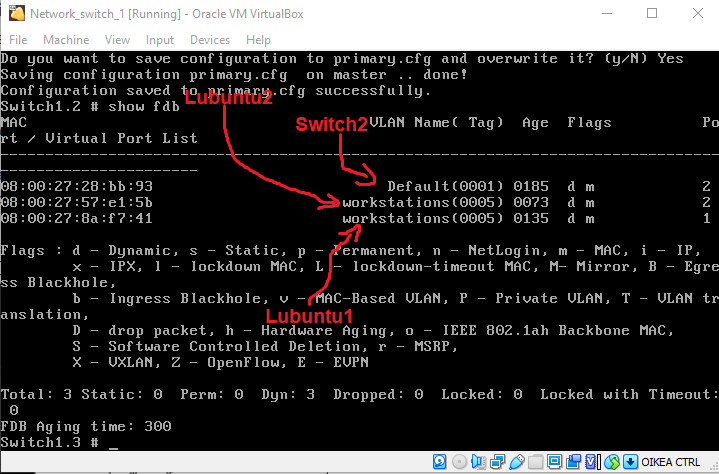 Network_switch_1 [Running] - Oracle VM VirtualBox
File Machine View Input Devices Help
Do you want to save configuration to primary.cfg and overwrite it? (y/N) Yes
Saving configuration primary.cfg on master .. done!
Configuration saved to primary.cfg successfully.
Lubuntu2
Switch1.2 # show fdb
Switch2
MAC VLAN Name( Tag) Age Flags Po
rt / Virtual Port List
--------------------------------------------------------------------------------
----------------------
08:00:27:28:bb:93 Default(0001) 0185 d m 2
08:00:27:57:e1:5b workstations(0005) 0073 d m 2
08:00:27:8a:f7:41 workstations(0005) 0135 d m 1
Flags : d - Dynamic, s - Static, p - Permanent, n - NetLogin, m - MAC, i - IP,
x - IPX, l - lockdown MAC, L - lockdown-timeout MAC, M- Mirror, B - Egre
ss Blackhole,
b - Ingress Blackhole, v - MAC-Based VLAN, P - Private VLAN, T - VLAN tr
anslation,
Lubuntu1
D - drop packet, h - Hardware Aging, o - IEEE 802.1ah Backbone MAC,
S - Software Controlled Deletion, r - MSRP,
X - VXLAN, Z - OpenFlow, E - EVPN
Total: 3 Static: 0 Perm: 0 Dyn: 3 Dropped: 0 Locked: 0 Locked with Timeout:
0
FDB Aging time: 300
Switch1.3 # _
OIKEA CTRL